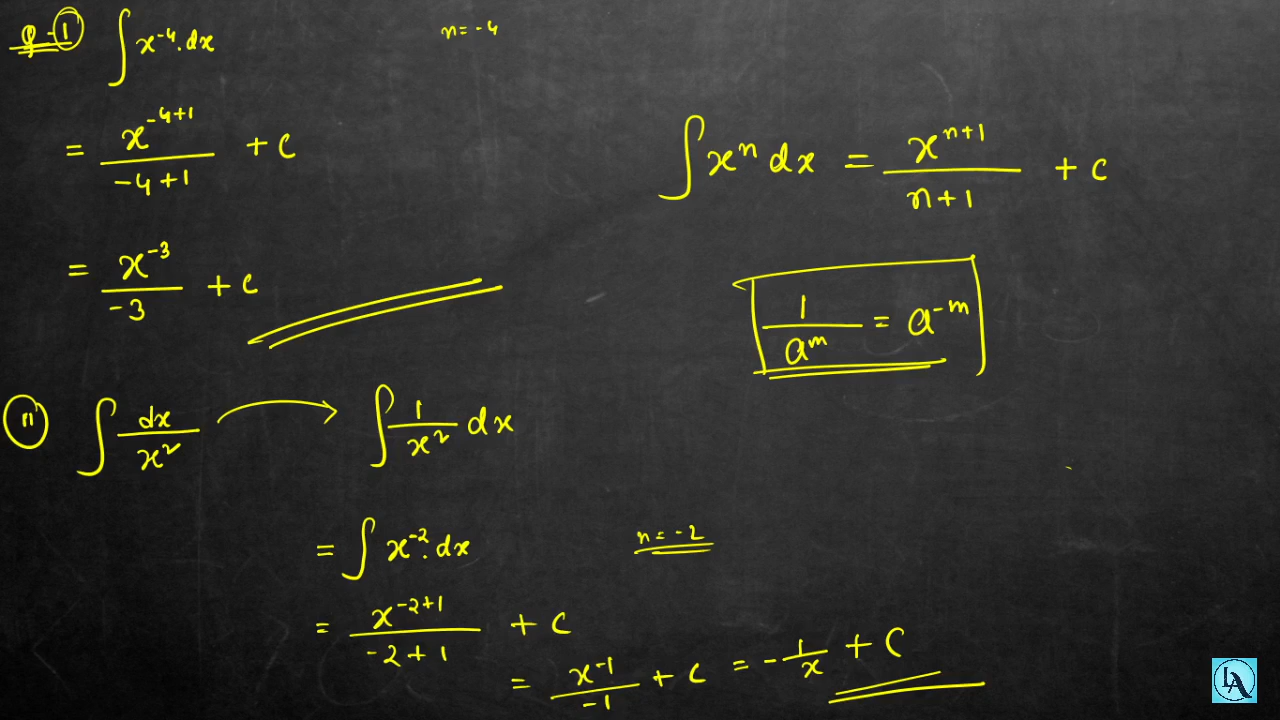 Q-1 ∫ x⁻⁴.dx n = -4
= x⁻⁴⁺¹/(-4+1) + c
= x⁻³/-3 + c
∫ xⁿ dx = xⁿ⁺¹/(n+1) + c
1/aᵐ = a⁻ᵐ
11 ∫ dx/x² → ∫ 1/x² dx
= ∫ x⁻².dx n = -2
= x⁻²⁺¹/(-2+1) + c
= x⁻¹/-1 + c = -1/x + C
LA